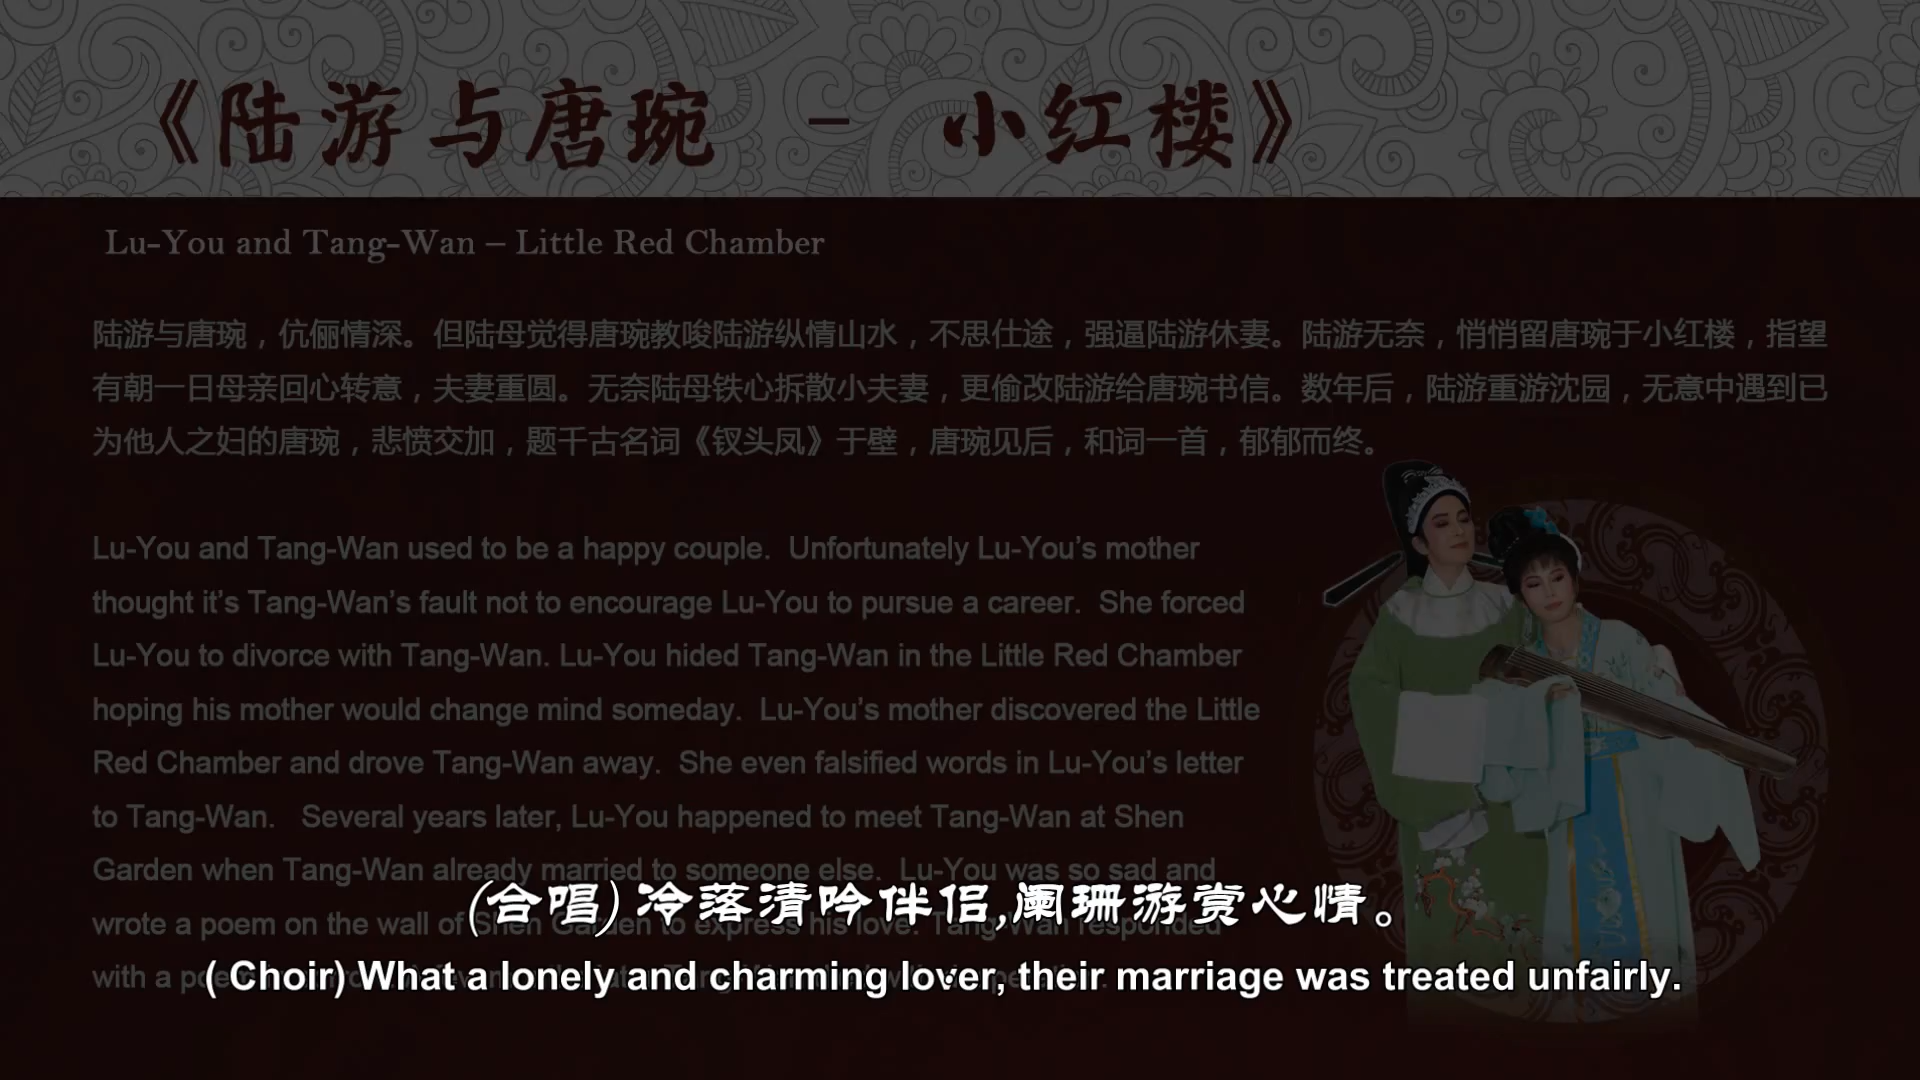 《陆游与唐琬 - 小红楼》
Lu-You and Tang-Wan – Little Red Chamber
陆游与唐琬，伉俪情深。但陆母觉得唐琬教唆陆游纵情山水，不思仕途，强逼陆游休妻。陆游无奈，悄悄留唐琬于小红楼，指望
有朝一日母亲回心转意，夫妻重圆。无奈陆母铁心拆散小夫妻，更偷改陆游给唐琬书信。数年后，陆游重游沈园，无意中遇到已
为他人之妇的唐琬，悲愤交加，题千古名词《钗头凤》于壁，唐琬见后，和词一首，郁郁而终。
Lu-You and Tang-Wan used to be a happy couple. Unfortunately Lu-You’s mother
thought it’s Tang-Wan’s fault not to encourage Lu-You to pursue a career. She forced
Lu-You to divorce with Tang-Wan. Lu-You hided Tang-Wan in the Little Red Chamber
hoping his mother would change mind someday. Lu-You’s mother discovered the Little
Red Chamber and drove Tang-Wan away. She even falsified words in Lu-You’s letter
to Tang-Wan. Several years later, Lu-You happened to meet Tang-Wan at Shen
Garden when Tang-Wan already married to someone else. Lu-You was so sad and
wrote a poem on the wall of Shen Garden to express his love. Tang-Wan responded
with a poem
(合唱)冷落清吟伴侣,阑珊游赏心情。
( Choir) What a lonely and charming lover, their marriage was treated unfairly.